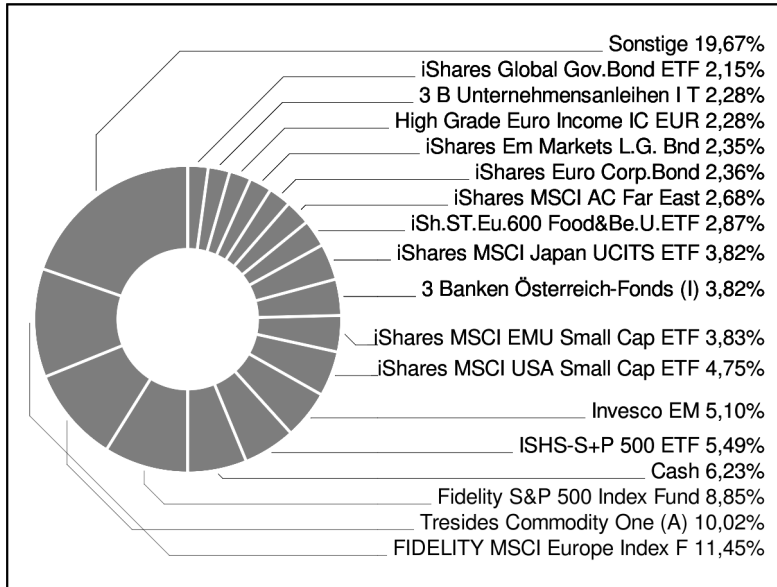 Sonstige 19,67%
iShares Global Gov.Bond ETF 2,15%
3 B Unternehmensanleihen I T 2,28%
High Grade Euro Income IC EUR 2,28%
iShares Em Markets L.G. Bnd 2,35%
iShares Euro Corp.Bond 2,36%
iShares MSCI AC Far East 2,68%
iSh.ST.Eu.600 Food&Be.U.ETF 2,87%
iShares MSCI Japan UCITS ETF 3,82%
3 Banken Österreich-Fonds (I) 3,82%
iShares MSCI EMU Small Cap ETF 3,83%
iShares MSCI USA Small Cap ETF 4,75%
Invesco EM 5,10%
ISHS-S+P 500 ETF 5,49%
Cash 6,23%
Fidelity S&P 500 Index Fund 8,85%
Tresides Commodity One (A) 10,02%
FIDELITY MSCI Europe Index F 11,45%